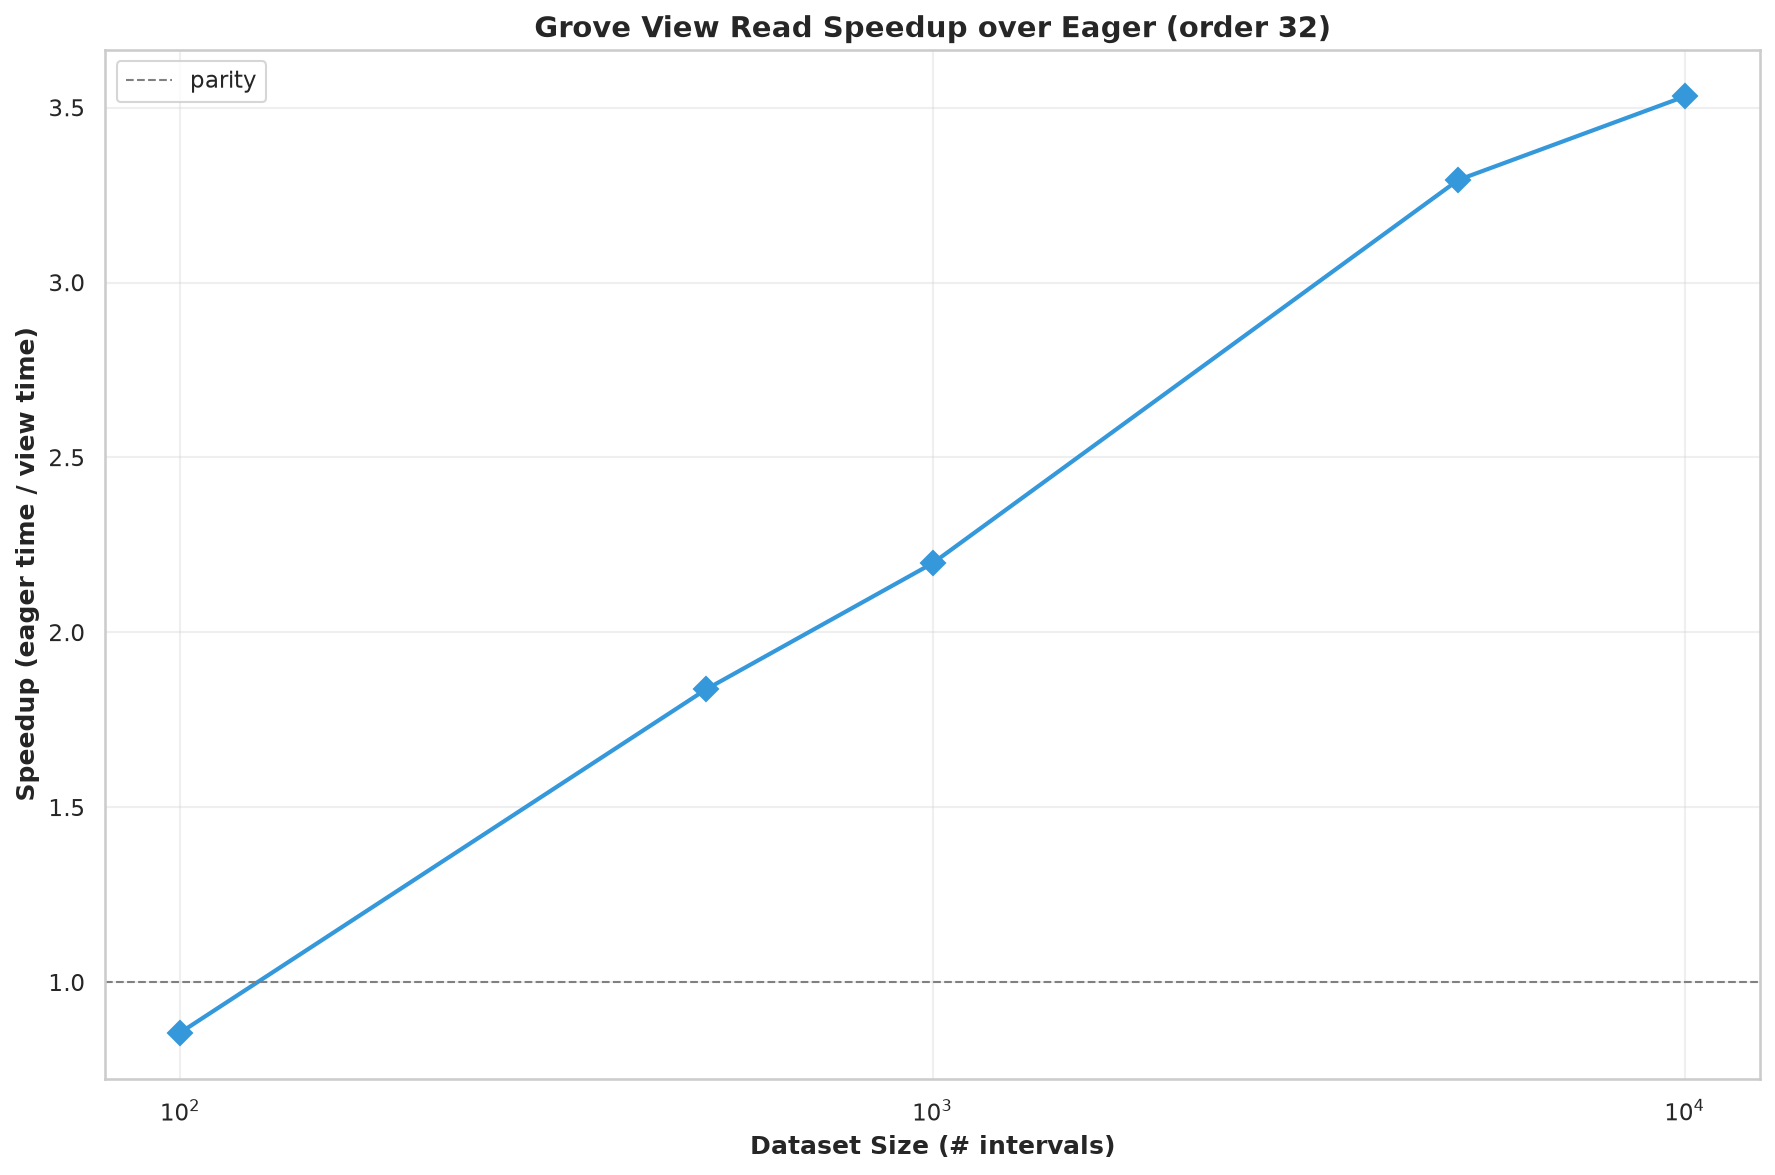 Grove View Read Speedup over Eager (order 32)
parity
3.5
3.0
2.5
2.0
1.5
1.0
Speedup (eager time / view time)
10²
10³
10⁴
Dataset Size (# intervals)